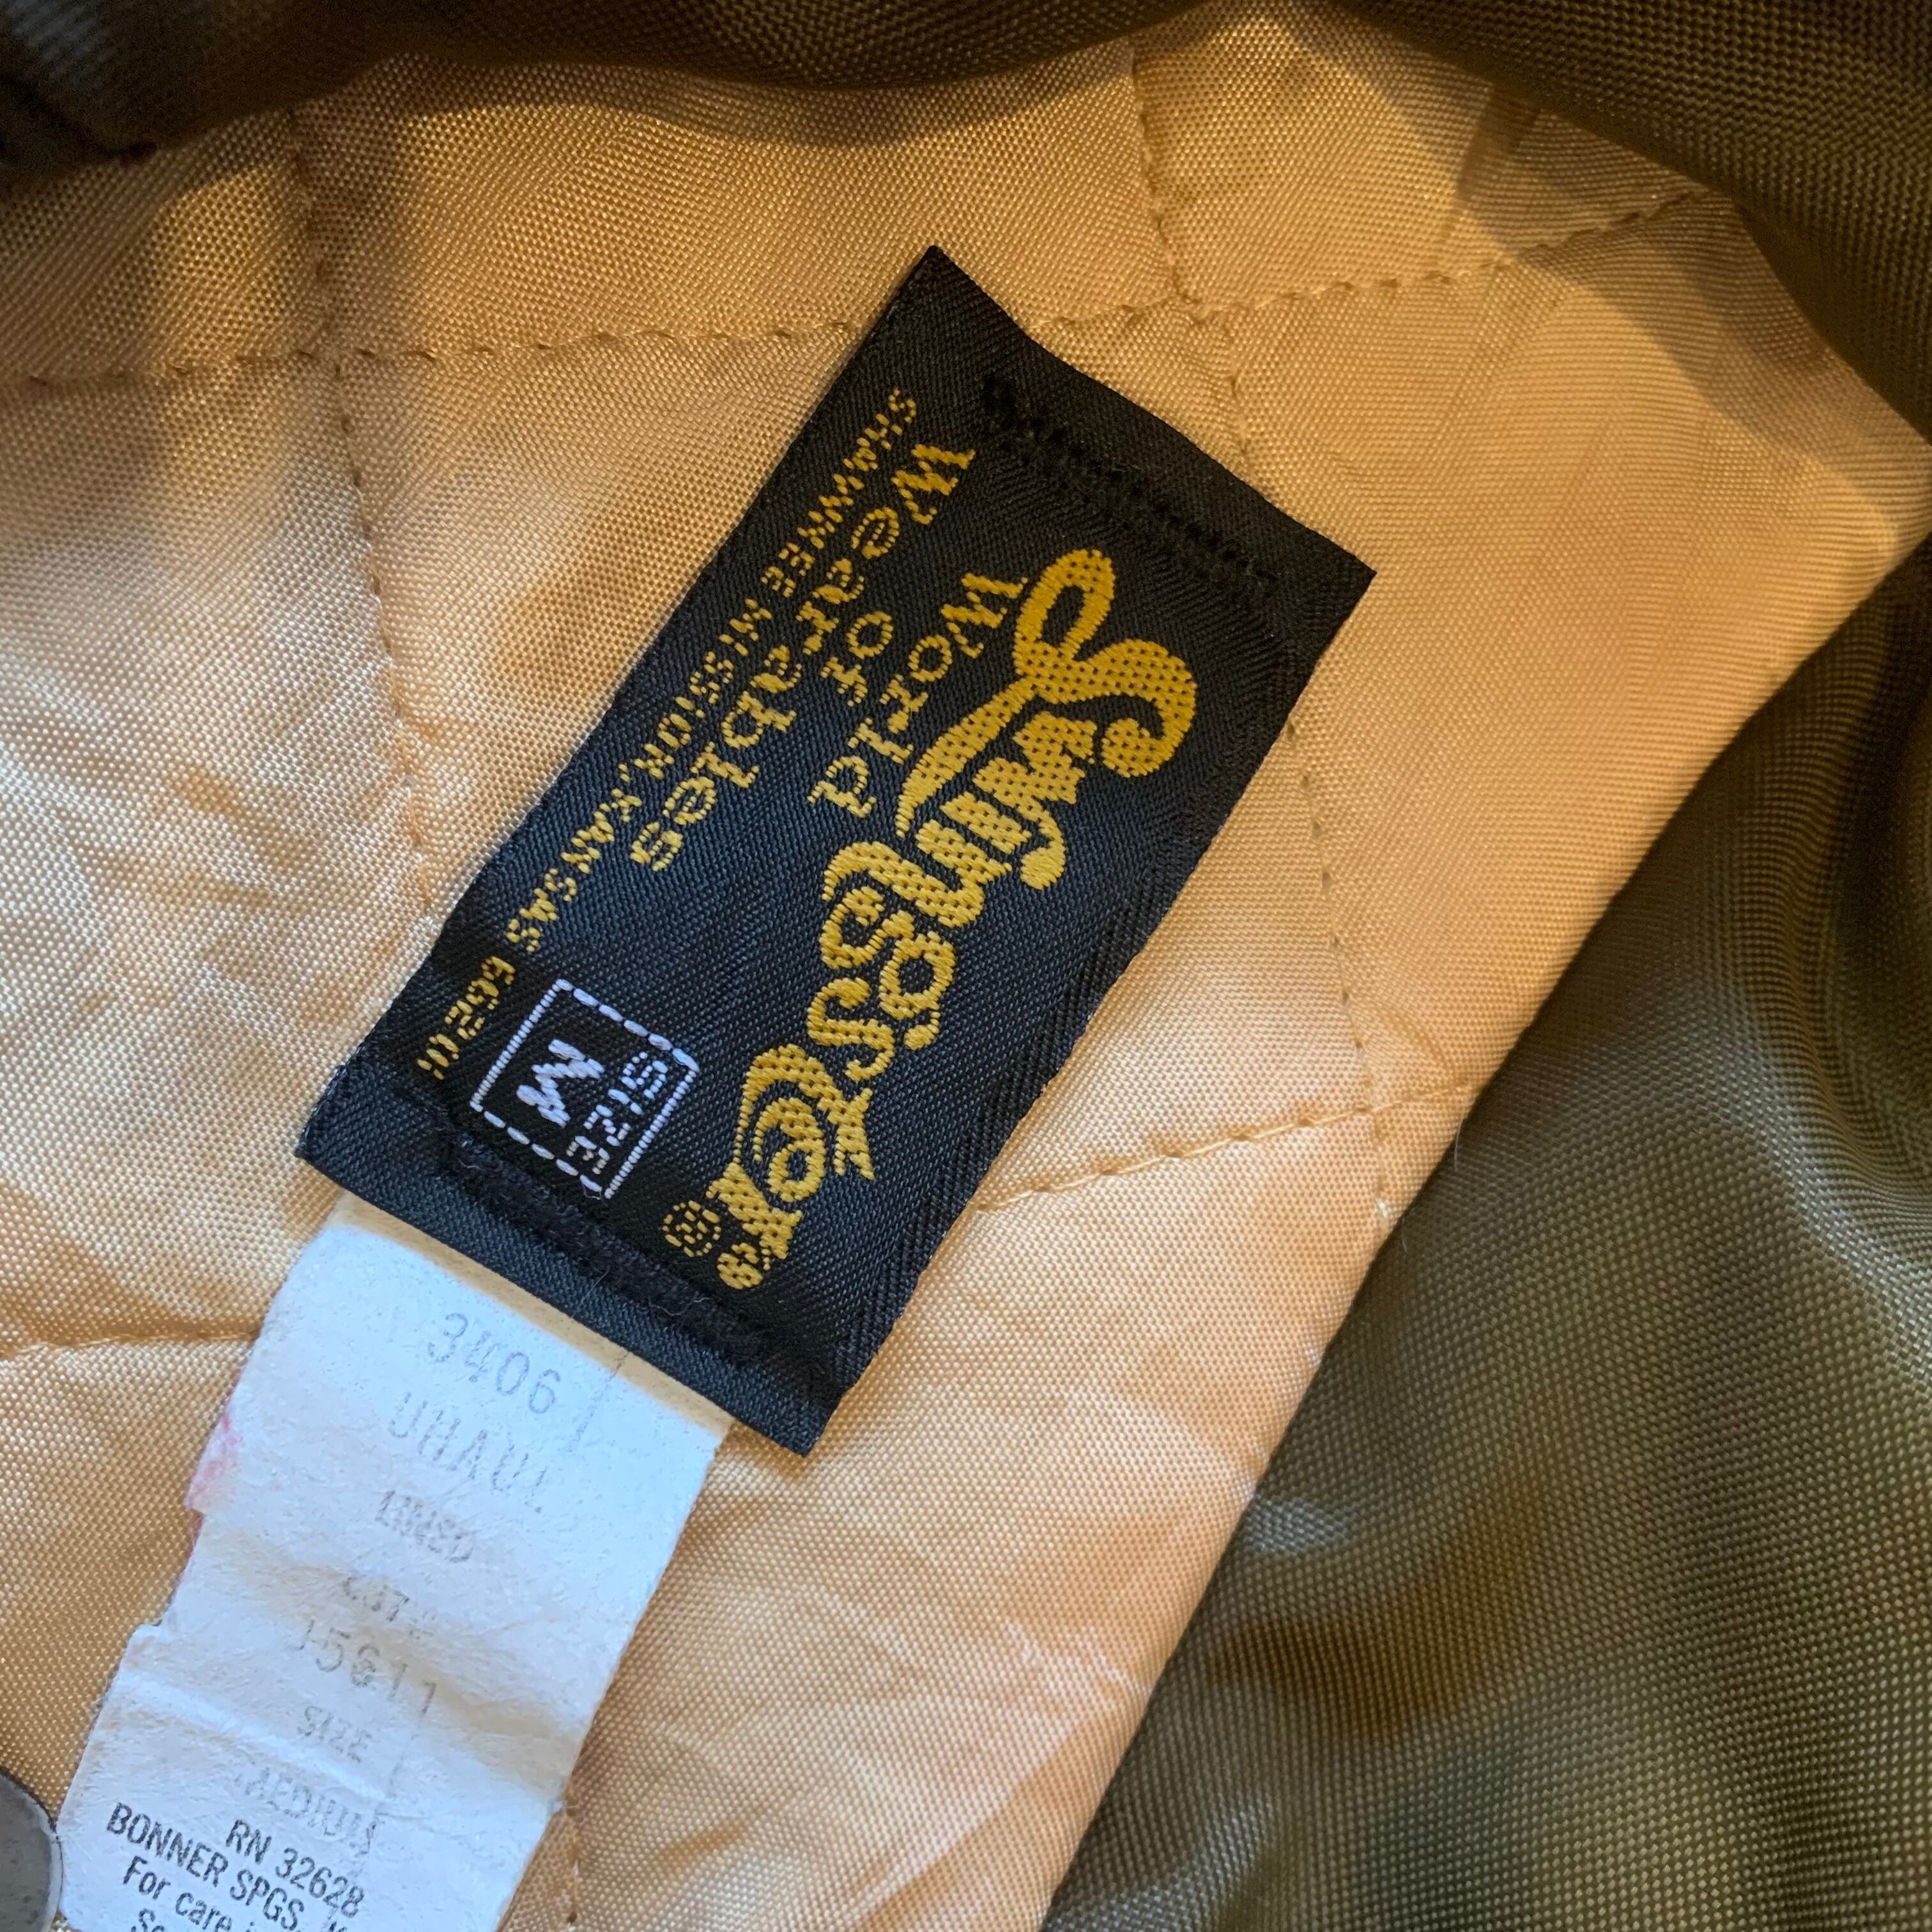 Swingster®
World
of
Wearables
SHAWNEE MISSION, KANSAS 66201
SIZE
M
3406
UHAUL
LINED
SIZE
MEDIUM
RN 32628
BONNER SPGS,
For care